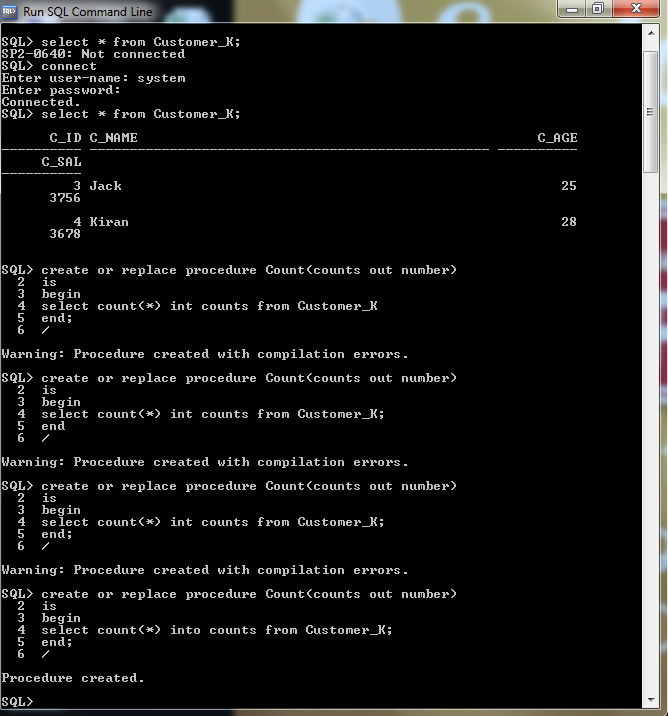 SQL> Run SQL Command Line
SQL> select * from Customer_K;
SP2-0640: Not connected
SQL> connect
Enter user-name: system
Enter password:
Connected.
SQL> select * from Customer_K;
C_ID C_NAME C_AGE
---------- -------------------------------------------------- ----------
C_SAL
----------
3 Jack 25
3756
4 Kiran 28
3678
SQL> create or replace procedure Count(counts out number)
2 is
3 begin
4 select count(*) int counts from Customer_K
5 end;
6 /
Warning: Procedure created with compilation errors.
SQL> create or replace procedure Count(counts out number)
2 is
3 begin
4 select count(*) int counts from Customer_K;
5 end
6 /
Warning: Procedure created with compilation errors.
SQL> create or replace procedure Count(counts out number)
2 is
3 begin
4 select count(*) int counts from Customer_K;
5 end;
6 /
Warning: Procedure created with compilation errors.
SQL> create or replace procedure Count(counts out number)
2 is
3 begin
4 select count(*) into counts from Customer_K;
5 end;
6 /
Procedure created.
SQL>